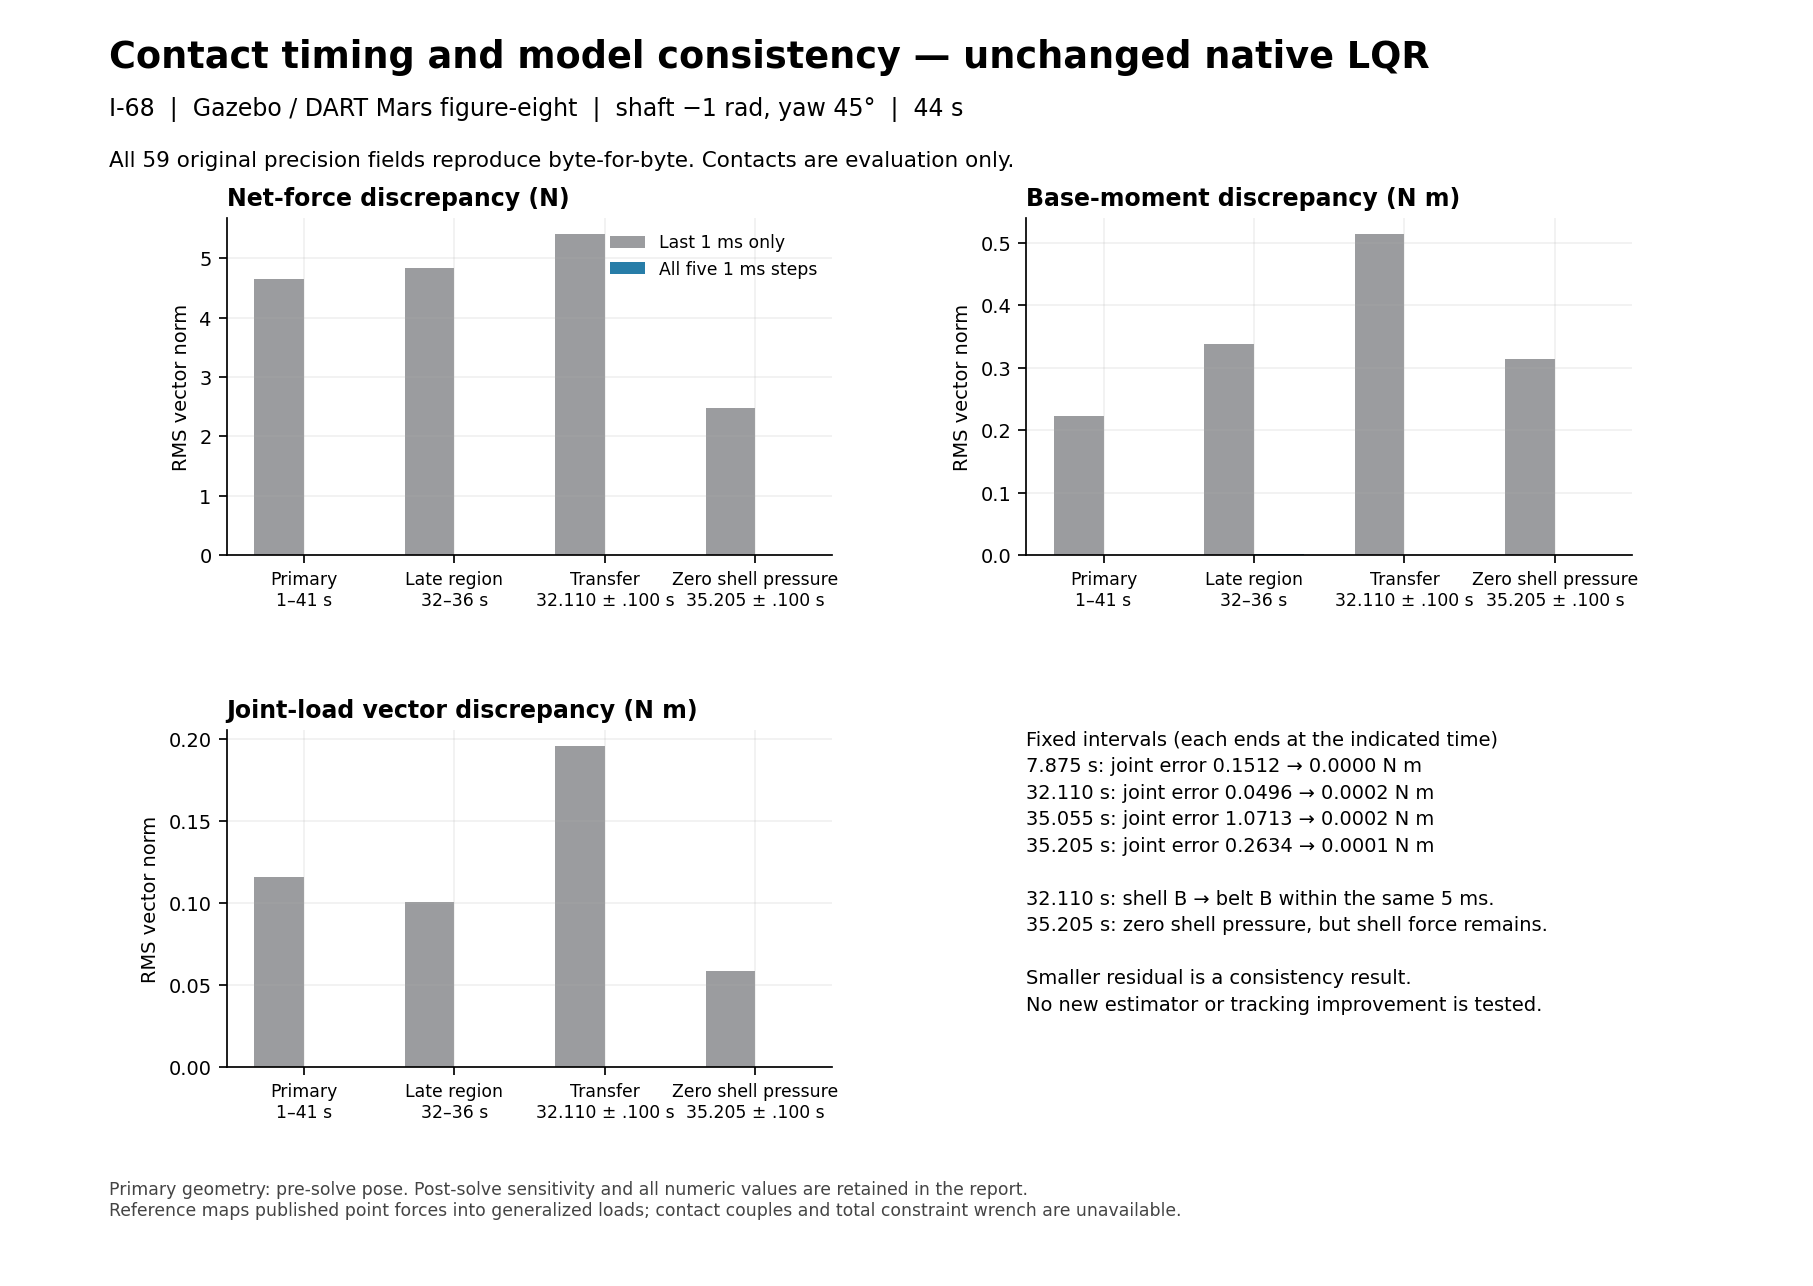 Contact timing and model consistency — unchanged native LQR
I-68 | Gazebo / DART Mars figure-eight | shaft −1 rad, yaw 45° | 44 s
All 59 original precision fields reproduce byte-for-byte. Contacts are evaluation only.
Net-force discrepancy (N)
RMS vector norm
5
4
3
2
1
0
Last 1 ms only
All five 1 ms steps
Primary
1–41 s
Late region
32–36 s
Transfer
32.110 ± .100 s
Zero shell pressure
35.205 ± .100 s
Base-moment discrepancy (N m)
RMS vector norm
0.5
0.4
0.3
0.2
0.1
0.0
Primary
1–41 s
Late region
32–36 s
Transfer
32.110 ± .100 s
Zero shell pressure
35.205 ± .100 s
Joint-load vector discrepancy (N m)
RMS vector norm
0.20
0.15
0.10
0.05
0.00
Primary
1–41 s
Late region
32–36 s
Transfer
32.110 ± .100 s
Zero shell pressure
35.205 ± .100 s
Fixed intervals (each ends at the indicated time)
7.875 s: joint error 0.1512 → 0.0000 N m
32.110 s: joint error 0.0496 → 0.0002 N m
35.055 s: joint error 1.0713 → 0.0002 N m
35.205 s: joint error 0.2634 → 0.0001 N m
32.110 s: shell B → belt B within the same 5 ms.
35.205 s: zero shell pressure, but shell force remains.
Smaller residual is a consistency result.
No new estimator or tracking improvement is tested.
Primary geometry: pre-solve pose. Post-solve sensitivity and all numeric values are retained in the report.
Reference maps published point forces into generalized loads; contact couples and total constraint wrench are unavailable.